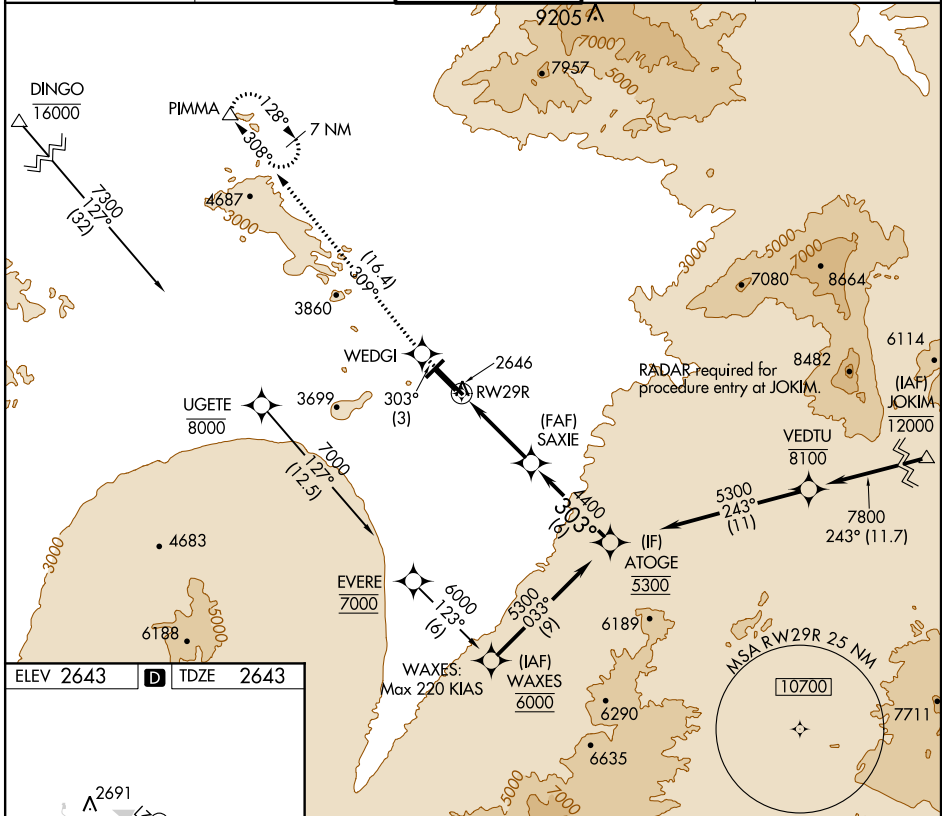 9205
7000
7957
5000
DINGO
16000
PIMMA
128°
7 NM
308°
7300
127°
(32)
4687
3000
(16.4)
309°
3860
3000
5000
7000
7080
8664
WEDGI
2646
RW29R
303°
(3)
3699
UGETE
8000
RADAR required for
procedure entry at JOKIM.
8482
6114
(IAF)
JOKIM
12000
(FAF)
SAXIE
VEDTU
8100
7000
127°
(12.5)
4400
303°
(6)
5300
243°
(11)
7800
243° (11.7)
(IF)
ATOGE
5300
3000
4683
EVERE
7000
6000
123°
(6)
5300
033°
(9)
6188
5000
6189
WAXES:
Max 220 KIAS
(IAF)
WAXES
6000
MSA RW29R 25 NM
10700
6290
7711
6635
5000
7000
ELEV 2643
D
TDZE 2643
2691